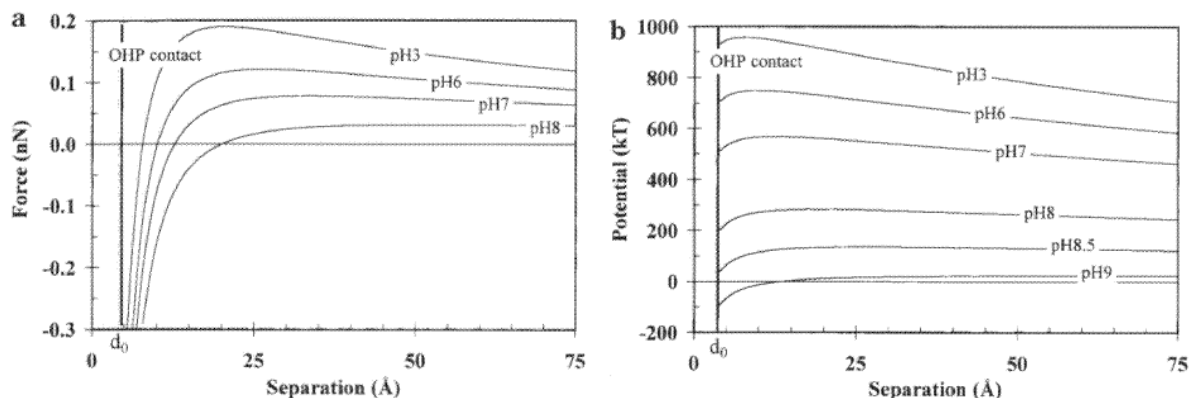 a
0.2
OHP contact
pH3
0.1
pH6
pH7
pH8
0.0
-0.1
-0.2
-0.3
Force (nN)
0
d0
25
50
75
Separation (Å)
b
1000
OHP contact
800
pH3
600
pH6
pH7
400
pH8
200
pH8.5
pH9
0
-200
Potential (kT)
0
d0
25
50
75
Separation (Å)